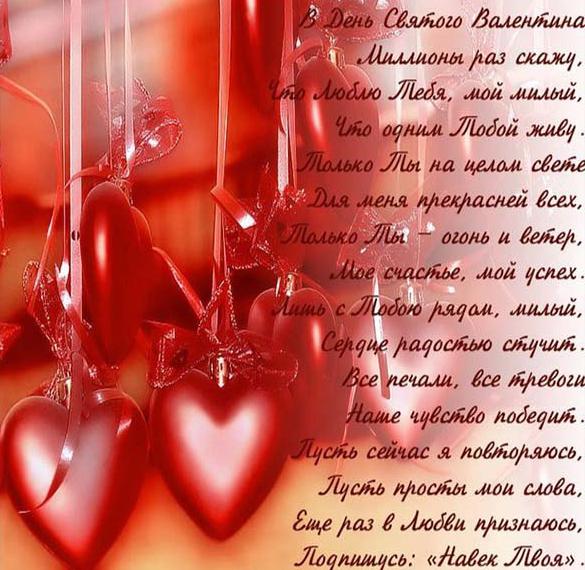 В День Святого Валентина
Миллионы раз скажу,
Что Люблю Тебя, мой милый,
Что одним Тобой живу.
Только Ты на целом свете
Для меня прекрасней всех,
Только Ты – огонь и ветер,
Мое счастье, мой успех.
Лишь с Тобою рядом, милый,
Сердце радостью стучит.
Все печали, все тревоги
Наше чувство победит.
Пусть сейчас я повторяюсь,
Пусть просты мои слова,
Еще раз в Любви признаюсь,
Подпишусь: «Навек Твоя».